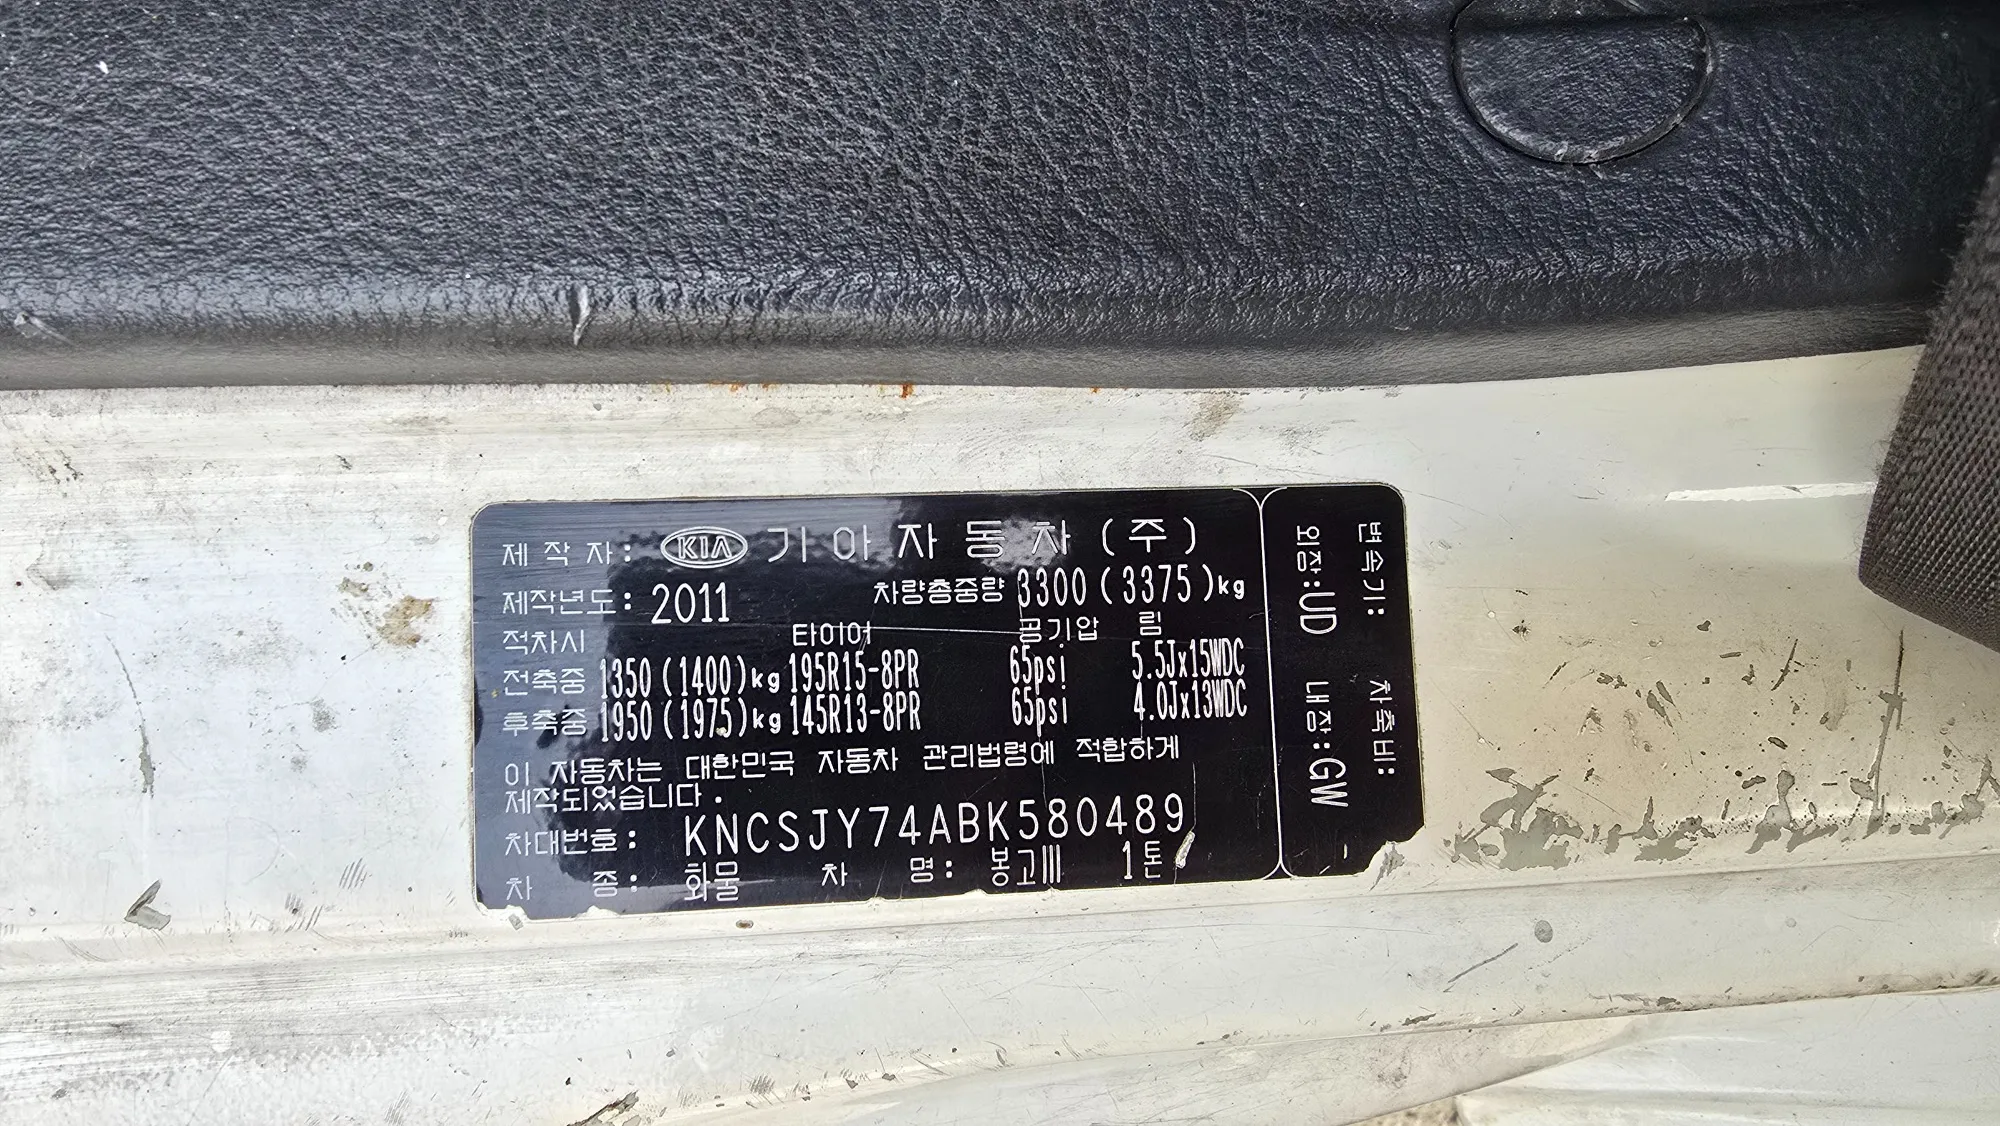 제 작 자: KIA 기아자동차(주)
제작년도: 2011 차량총중량 3300(3375)kg
적차시 타이어 공기압 림
전축중 1350(1400)kg 195R15-8PR 65psi 5.5Jx15WDC
후축중 1950(1975)kg 145R13-8PR 65psi 4.0Jx13WDC
이 자동차는 대한민국 자동차 관리법령에 적합하게
제작되었습니다.
차대번호: KNCSJY74ABK580489
차 종: 화물 차 명: 봉고III 1톤
변속기: 차축비:
외장:UD 내장:GW -